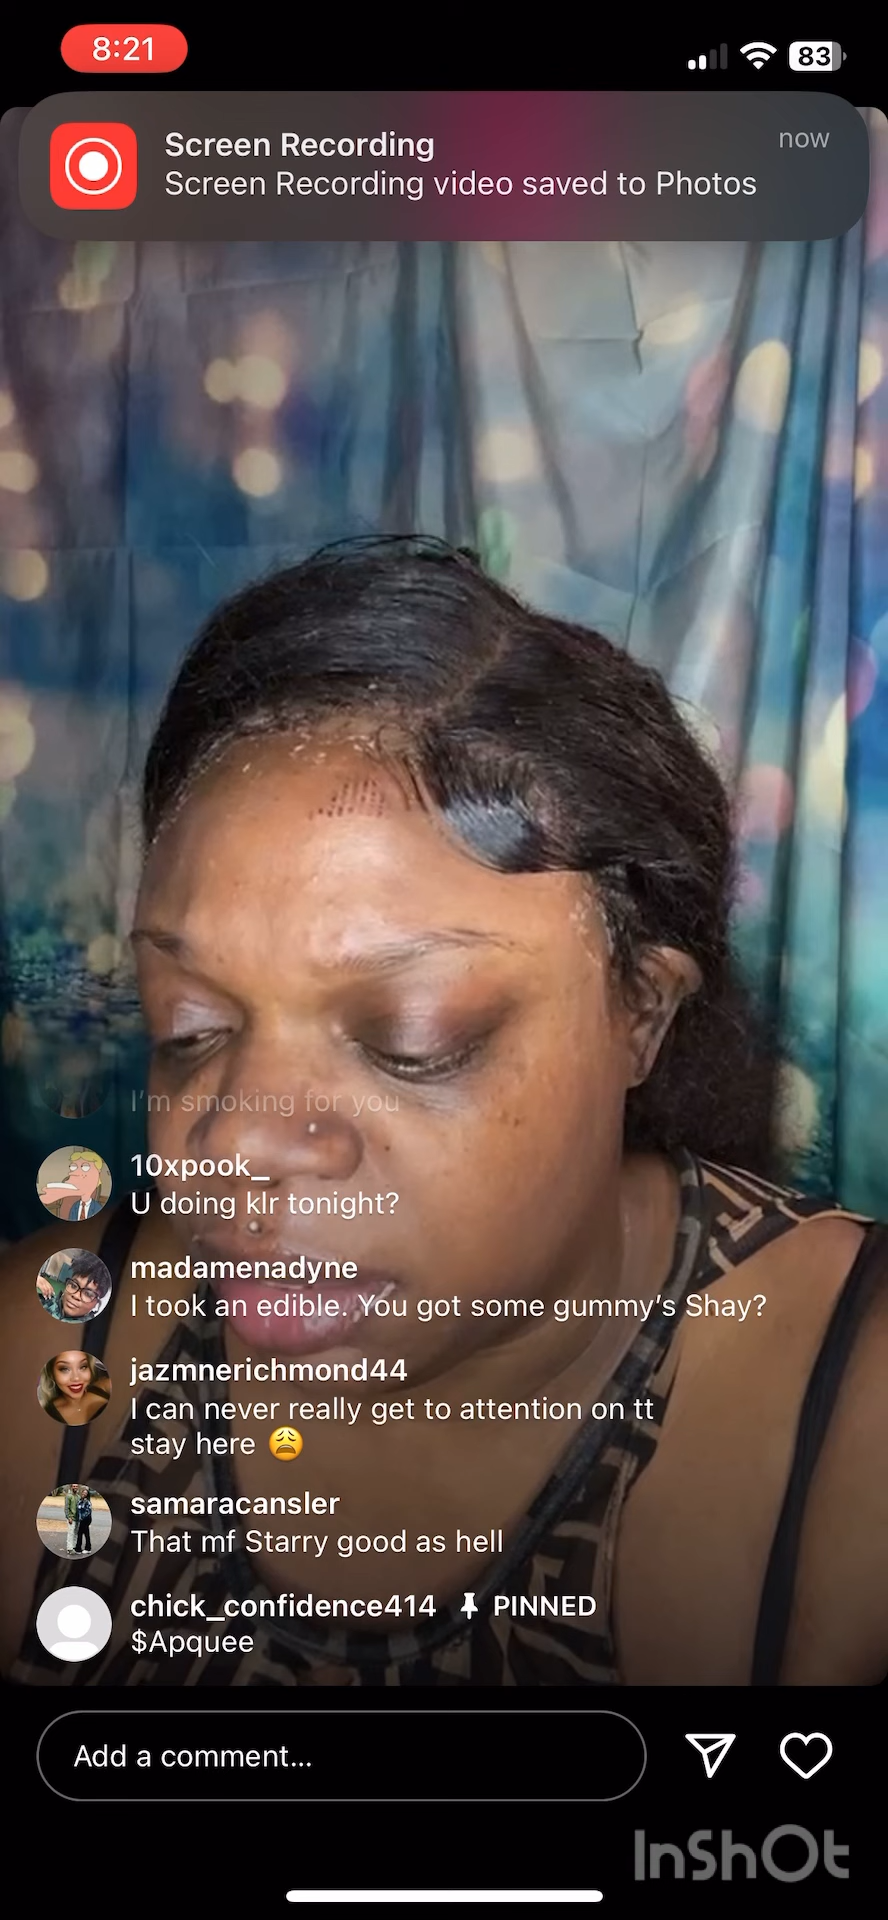 8:21
83
Screen Recording
now
Screen Recording video saved to Photos
I'm smoking for you
10xpook_
U doing klr tonight?
madamenadyne
I took an edible. You got some gummy's Shay?
jazmnerichmond44
I can never really get to attention on tt
stay here 😩
samaracansler
That mf Starry good as hell
chick_confidence414 PINNED
$Apquee
Add a comment...
InShOt